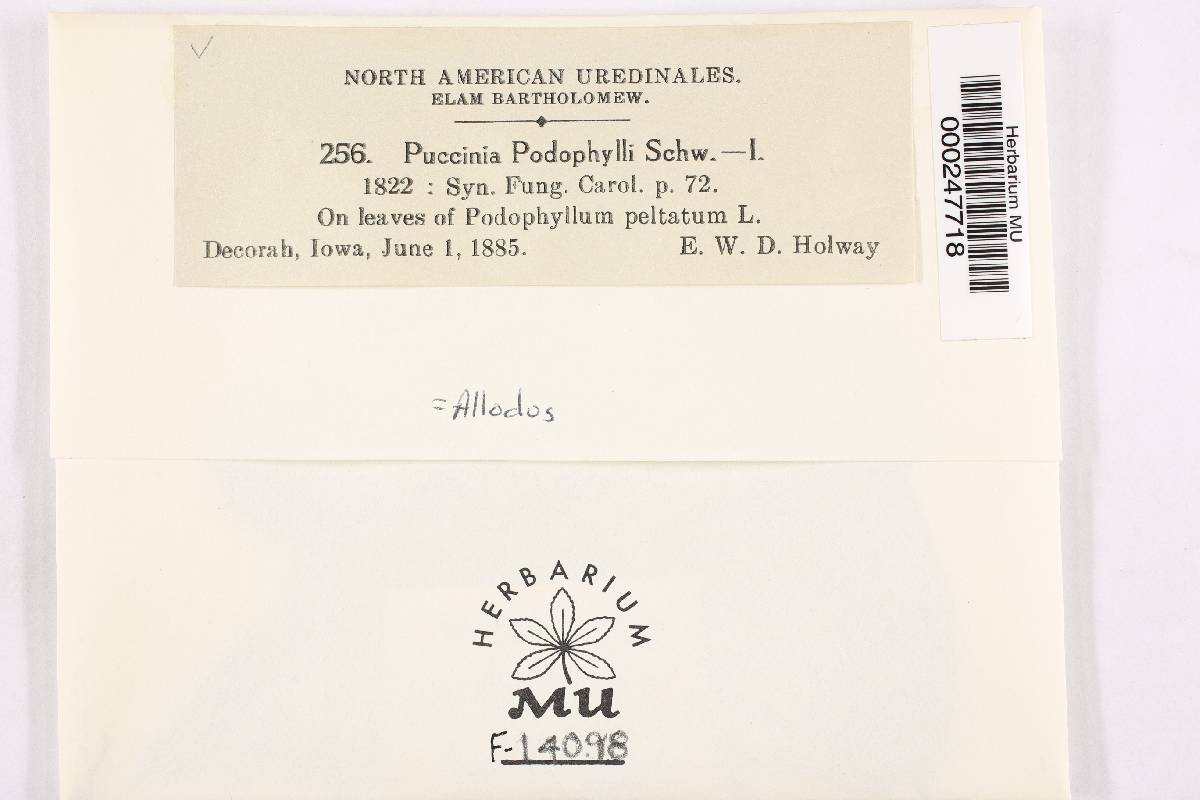 NORTH AMERICAN UREDINALES.
ELAM BARTHOLOMEW.
256. Puccinia Podophylli Schw.—I.
1822 : Syn. Fung. Carol. p. 72.
On leaves of Podophyllum peltatum L.
Decorah, Iowa, June 1, 1885. E. W. D. Holway
Herbarium MU
000247718
=Allodus
HERBARIUM
MU
F-14098